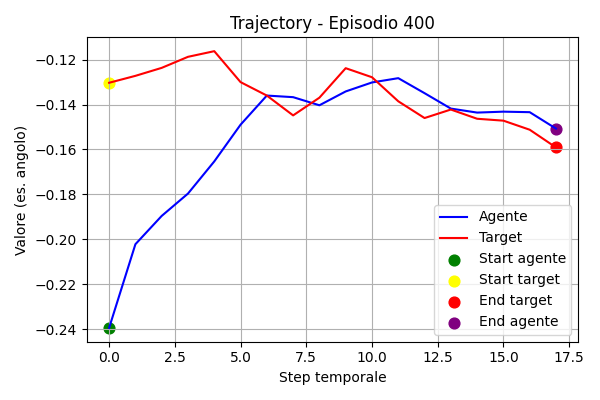 Trajectory - Episodio 400
Valore (es. angolo)
−0.12
−0.14
−0.16
−0.18
−0.20
−0.22
−0.24
Agente
Target
Start agente
Start target
End target
End agente
0.0 2.5 5.0 7.5 10.0 12.5 15.0 17.5
Step temporale